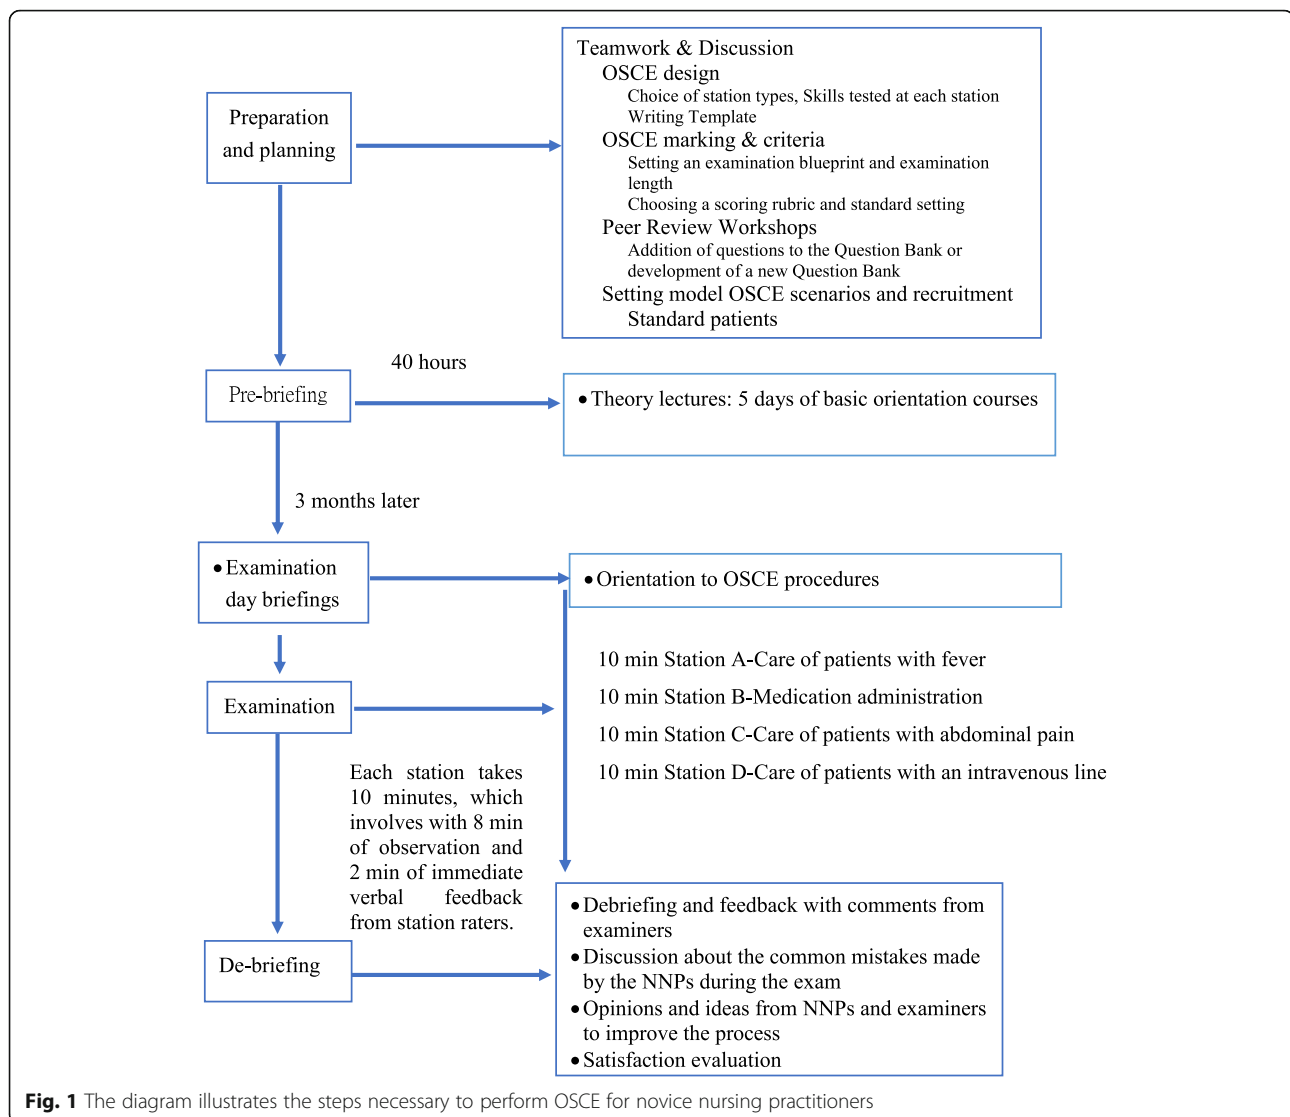 Preparation
and planning
Teamwork & Discussion
OSCE design
Choice of station types, Skills tested at each station
Writing Template
OSCE marking & criteria
Setting an examination blueprint and examination
length
Choosing a scoring rubric and standard setting
Peer Review Workshops
Addition of questions to the Question Bank or
development of a new Question Bank
Setting model OSCE scenarios and recruitment
Standard patients
40 hours
Pre-briefing
• Theory lectures: 5 days of basic orientation courses
3 months later
• Examination
day briefings
• Orientation to OSCE procedures
Examination
10 min Station A-Care of patients with fever
10 min Station B-Medication administration
10 min Station C-Care of patients with abdominal pain
10 min Station D-Care of patients with an intravenous line
Each station takes
10 minutes, which
involves with 8 min
of observation and
2 min of immediate
verbal feedback
from station raters.
De-briefing
• Debriefing and feedback with comments from
examiners
• Discussion about the common mistakes made
by the NNPs during the exam
• Opinions and ideas from NNPs and examiners
to improve the process
• Satisfaction evaluation
Fig. 1 The diagram illustrates the steps necessary to perform OSCE for novice nursing practitioners